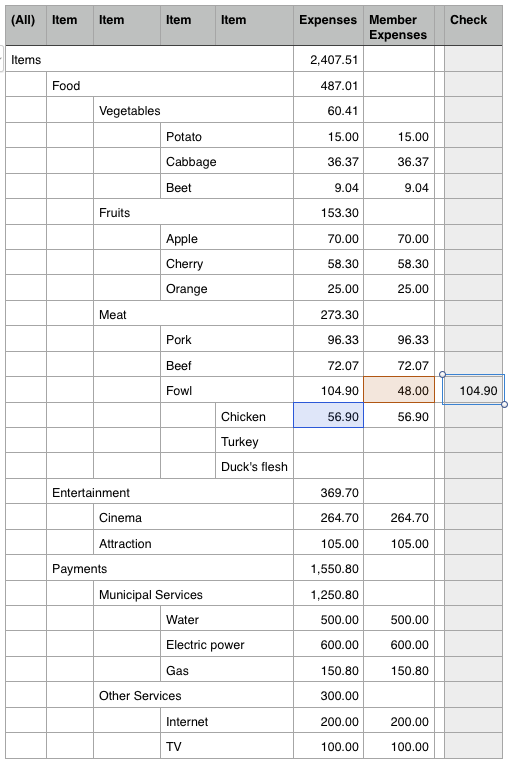 (All) Item Item Item Item Expenses Member Expenses Check
Items 2,407.51
Food 487.01
Vegetables 60.41
Potato 15.00 15.00
Cabbage 36.37 36.37
Beet 9.04 9.04
Fruits 153.30
Apple 70.00 70.00
Cherry 58.30 58.30
Orange 25.00 25.00
Meat 273.30
Pork 96.33 96.33
Beef 72.07 72.07
Fowl 104.90 48.00 104.90
Chicken 56.90 56.90
Turkey
Duck's flesh
Entertainment 369.70
Cinema 264.70 264.70
Attraction 105.00 105.00
Payments 1,550.80
Municipal Services 1,250.80
Water 500.00 500.00
Electric power 600.00 600.00
Gas 150.80 150.80
Other Services 300.00
Internet 200.00 200.00
TV 100.00 100.00